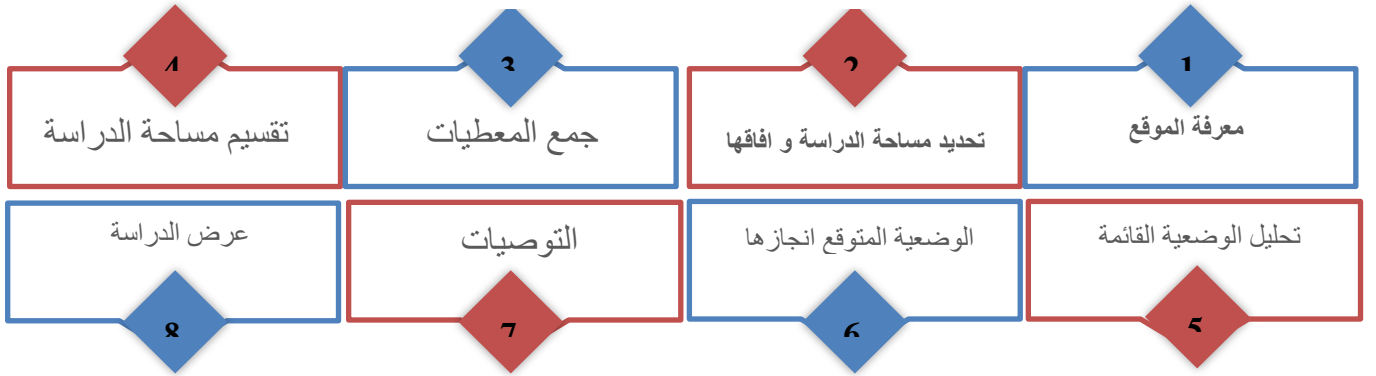 1
معرفة الموقع
2
تحديد مساحة الدراسة و افاقها
3
جمع المعطيات
4
تقسيم مساحة الدراسة
5
تحليل الوضعية القائمة
6
الوضعية المتوقع انجازها
7
التوصيات
8
عرض الدراسة